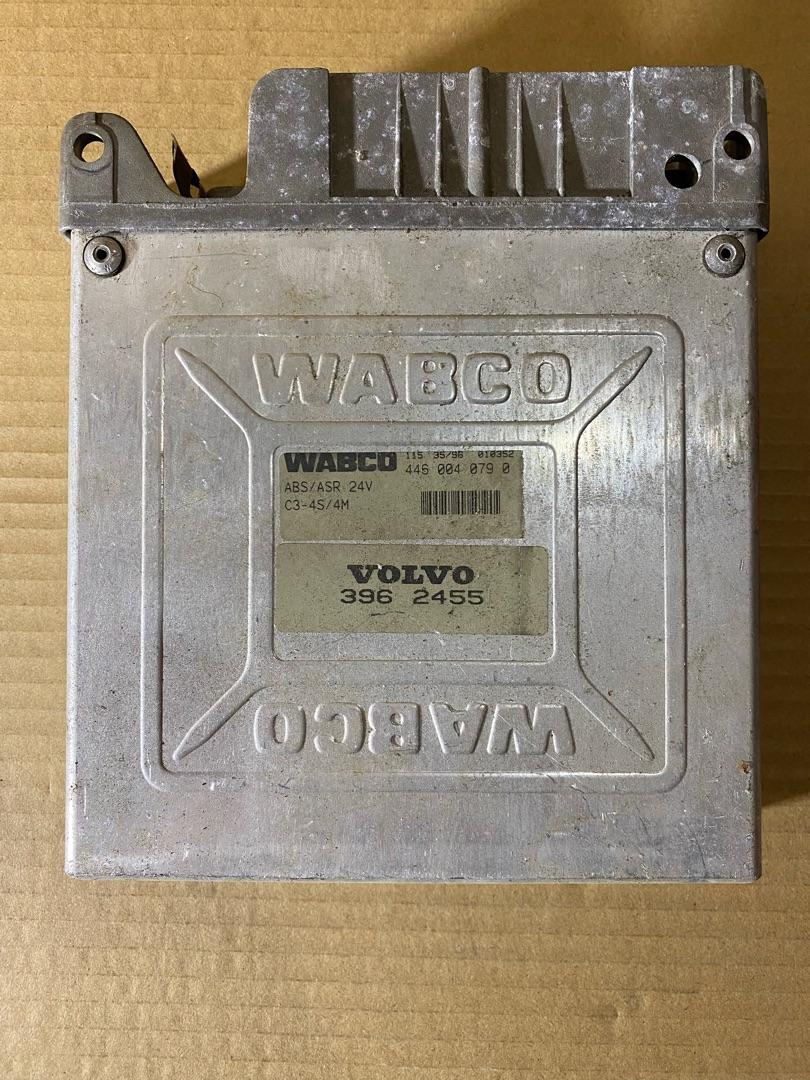 WABCO
WABCO 115 35/96 010352
446 004 079 0
ABS/ASR 24V
C3-4S/4M
VOLVO
396 2455
WABCO